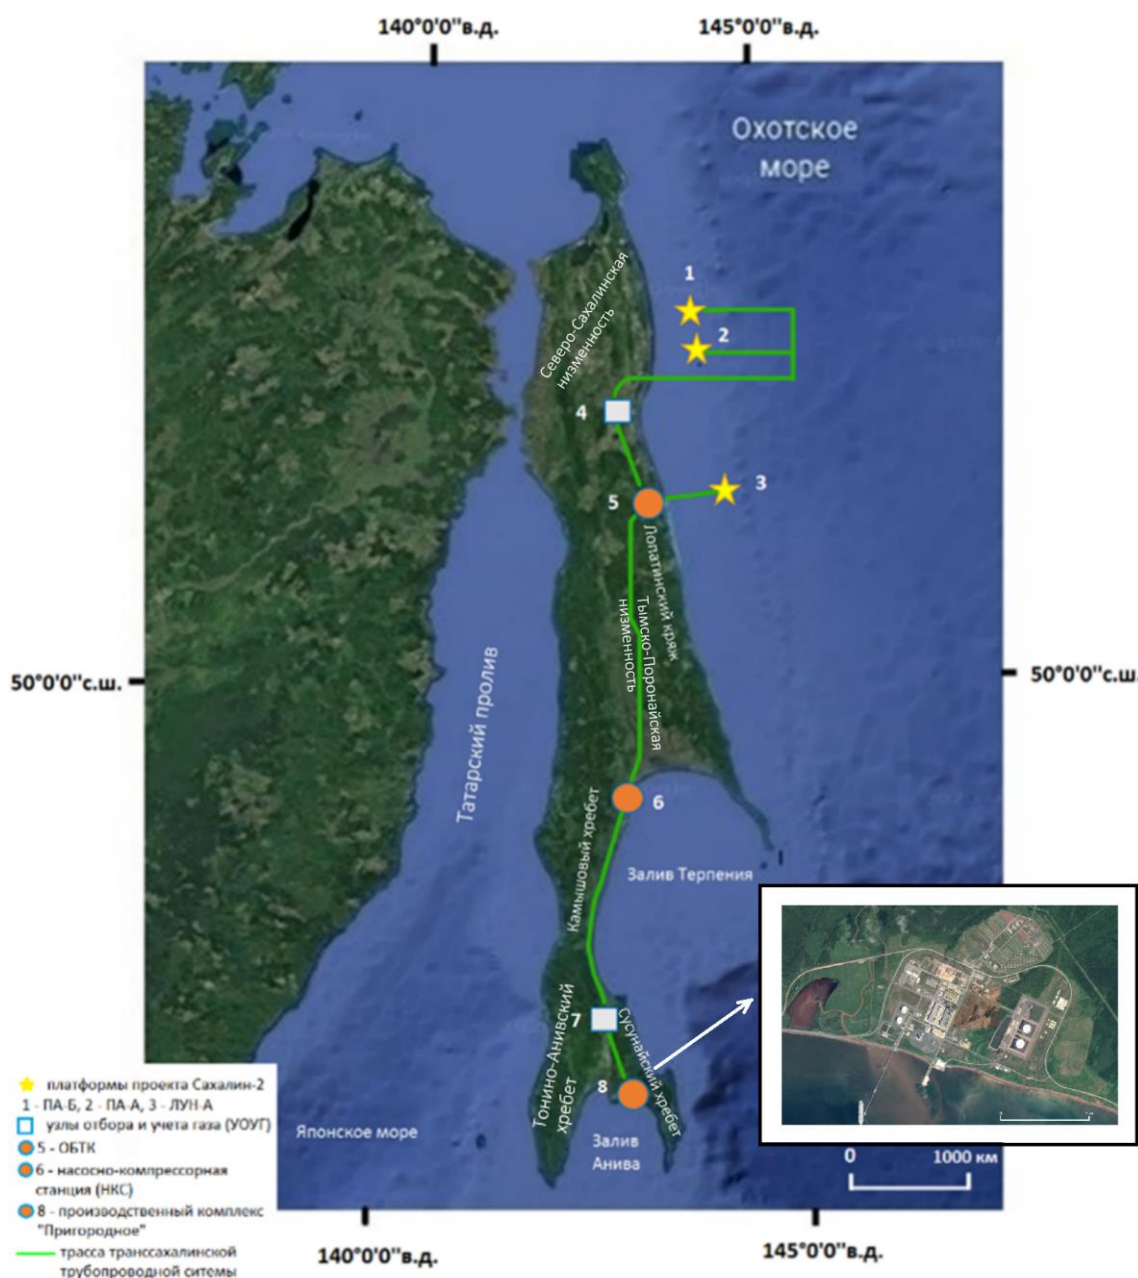 140°0'0''в.д.
145°0'0''в.д.
Охотское
море
1
2
Северо-Сахалинская
низменность
4
3
5
Лопатинский кряж
Тымско-Поронайская
низменность
50°0'0''с.ш.
50°0'0''с.ш.
Татарский пролив
6
Камышовый хребет
Залив Терпения
7
Сусунайский хребет
Тонино-Анивский
хребет
8
Японское море
Залив
Анива
0
1000 км
платформы проекта Сахалин-2
1 - ПА-Б, 2 - ПА-А, 3 - ЛУН-А
узлы отбора и учета газа (УОУГ)
5 - ОБТК
6 - насосно-компрессорная
станция (НКС)
8 - производственный комплекс
"Пригородное"
трасса транссахалинской
трубопроводной ситемы
140°0'0''в.д.
145°0'0''в.д.